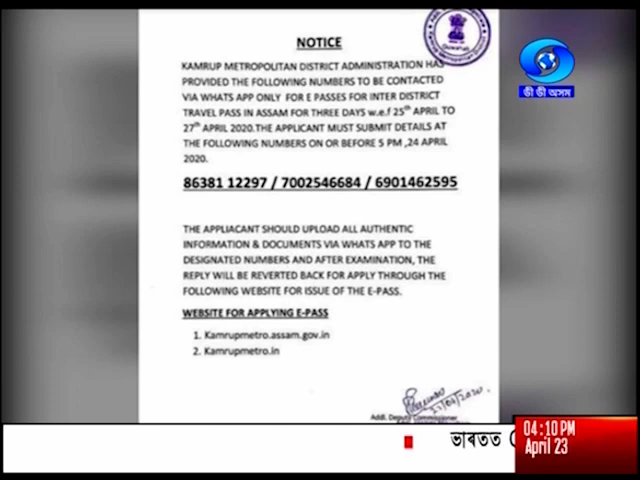 NOTICE
KAMRUP METROPOLITAN DISTRICT ADMINISTRATION HAS
PROVIDED THE FOLLOWING NUMBERS TO BE CONTACTED
VIA WHATS APP ONLY FOR E PASSES FOR INTER DISTRICT
TRAVEL PASS IN ASSAM FOR THREE DAYS w.e.f 25th APRIL TO
27th APRIL 2020.THE APPLICANT MUST SUBMIT DETAILS AT
THE FOLLOWING NUMBERS ON OR BEFORE 5 PM ,24 APRIL
2020.
86381 12297 / 7002546684 / 6901462595
THE APPLIACANT SHOULD UPLOAD ALL AUTHENTIC
INFORMATION & DOCUMENTS VIA WHATS APP TO THE
DESIGNATED NUMBERS AND AFTER EXAMINATION, THE
REPLY WILL BE REVERTED BACK FOR APPLY THROUGH THE
FOLLOWING WEBSITE FOR ISSUE OF THE E-PASS.
WEBSITE FOR APPLYING E-PASS
1. Kamrupmetro.assam.gov.in
2. Kamrupmetro.in
Addl. Deputy Commissioner
ডী ডী অসম
ভাৰতত
04:10 PM
April 23